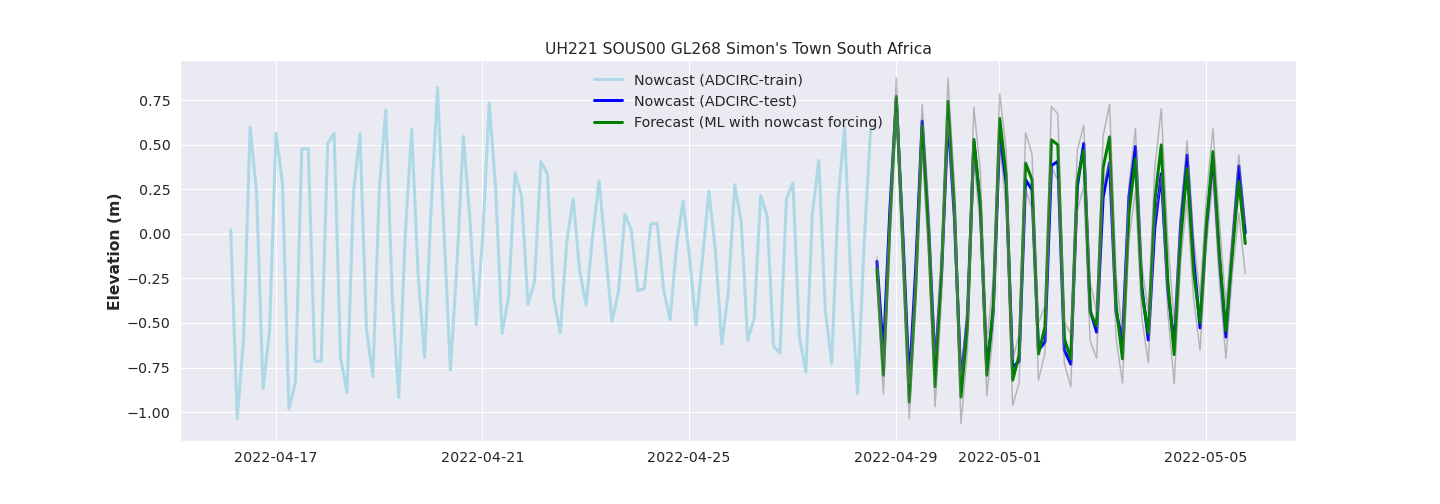 UH221 SOUS00 GL268 Simon's Town South Africa
Nowcast (ADCIRC-train)
Nowcast (ADCIRC-test)
Forecast (ML with nowcast forcing)
Elevation (m)
0.75
0.50
0.25
0.00
−0.25
−0.50
−0.75
−1.00
2022-04-17 2022-04-21 2022-04-25 2022-04-29 2022-05-01 2022-05-05